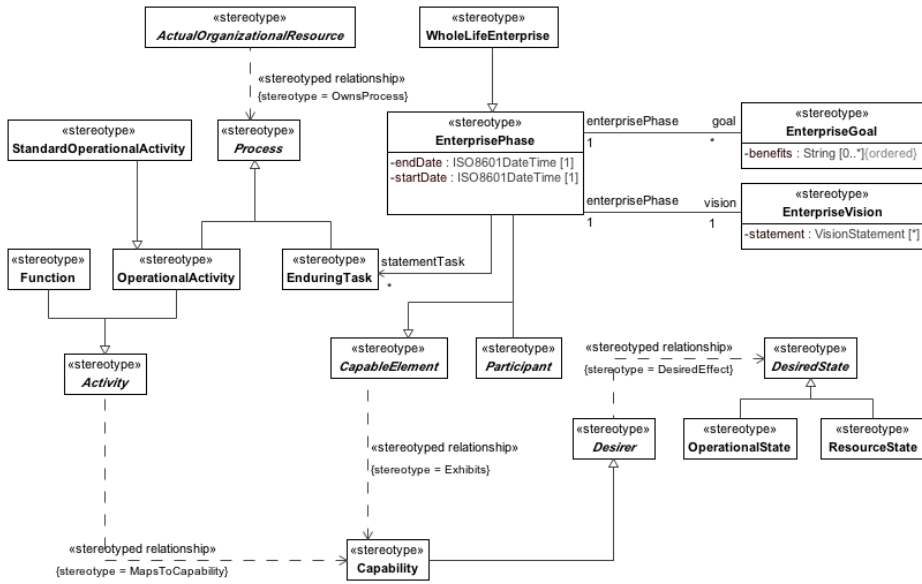 «stereotype»
ActualOrganizationalResource
«stereotype»
WholeLifeEnterprise
«stereotyped relationship»
{stereotype = OwnsProcess}
«stereotype»
StandardOperationalActivity
«stereotype»
Process
«stereotype»
EnterprisePhase
-endDate : ISO8601DateTime [1]
-startDate : ISO8601DateTime [1]
enterprisePhase
goal
1
*
«stereotype»
EnterpriseGoal
-benefits : String [0..*]{ordered}
enterprisePhase
vision
1
1
«stereotype»
EnterpriseVision
-statement : VisionStatement [*]
«stereotype»
Function
«stereotype»
OperationalActivity
«stereotype»
EnduringTask
statementTask
*
«stereotype»
Activity
«stereotype»
CapableElement
«stereotype»
Participant
«stereotyped relationship»
{stereotype = DesiredEffect}
«stereotype»
DesiredState
«stereotyped relationship»
{stereotype = Exhibits}
«stereotype»
Desirer
«stereotype»
OperationalState
«stereotype»
ResourceState
«stereotyped relationship»
{stereotype = MapsToCapability}
«stereotype»
Capability